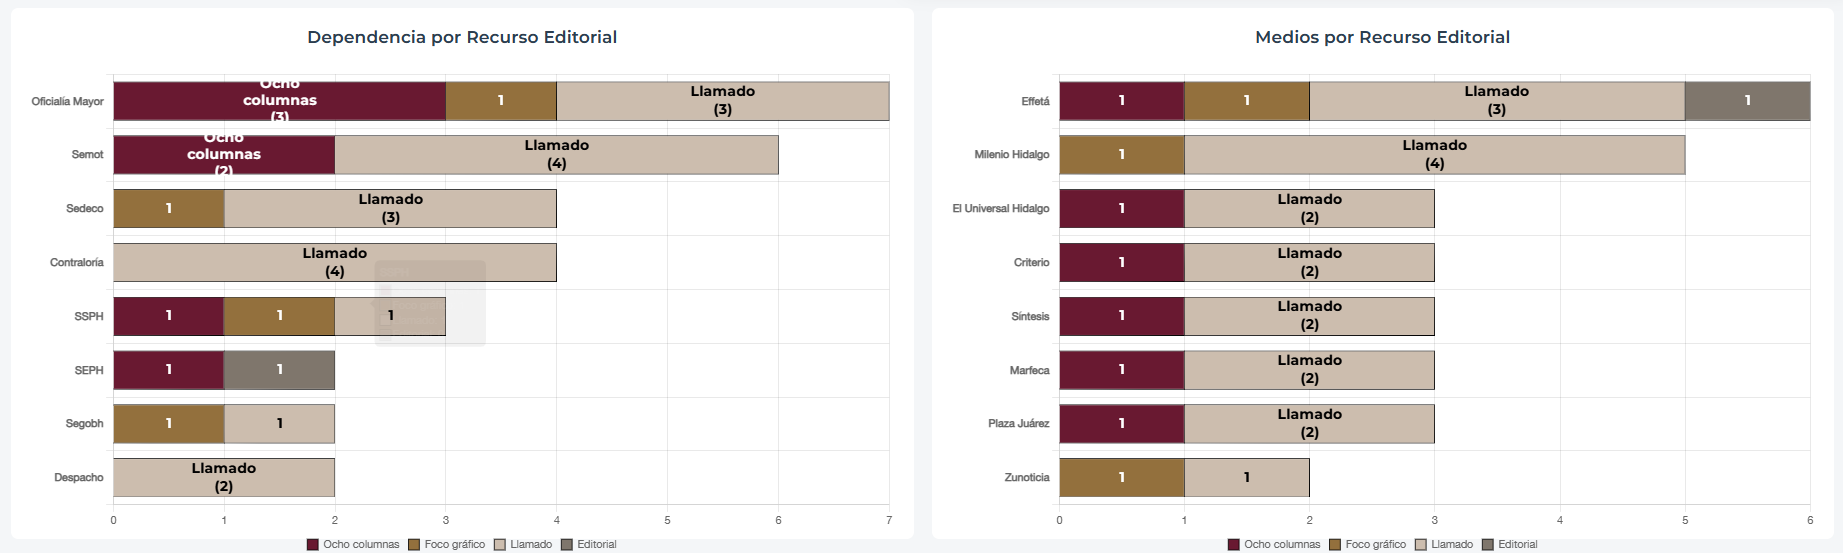 Dependencia por Recurso Editorial
Oficialía Mayor
Ocho
columnas
(3)
1
Llamado
(3)
Semot
Ocho
columnas
(2)
Llamado
(4)
Sedeco
1
Llamado
(3)
Contraloría
Llamado
(4)
SSPH
1
1
1
SEPH
1
1
Segobh
1
1
Despacho
Llamado
(2)
0 1 2 3 4 5 6 7
Ocho columnas Foco gráfico Llamado Editorial
Medios por Recurso Editorial
Effetá
1
1
Llamado
(3)
1
Milenio Hidalgo
1
Llamado
(4)
El Universal Hidalgo
1
Llamado
(2)
Criterio
1
Llamado
(2)
Síntesis
1
Llamado
(2)
Marfeca
1
Llamado
(2)
Plaza Juárez
1
Llamado
(2)
Zunoticia
1
1
0 1 2 3 4 5 6
Ocho columnas Foco gráfico Llamado Editorial